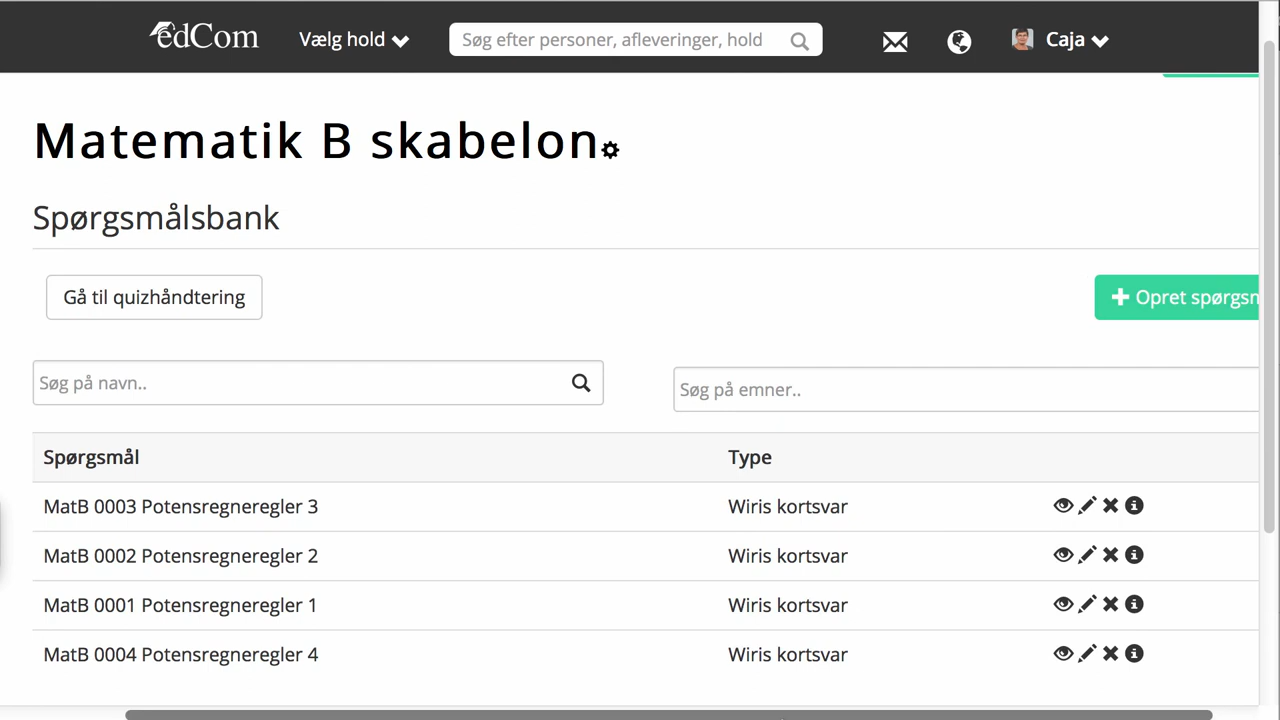 edCom Vælg hold Søg efter personer, afleveringer, hold Caja
Matematik B skabelon
Spørgsmålsbank
Gå til quizhåndtering Opret spørgsm
Søg på navn.. Søg på emner..
Spørgsmål Type
MatB 0003 Potensregneregler 3 Wiris kortsvar
MatB 0002 Potensregneregler 2 Wiris kortsvar
MatB 0001 Potensregneregler 1 Wiris kortsvar
MatB 0004 Potensregneregler 4 Wiris kortsvar